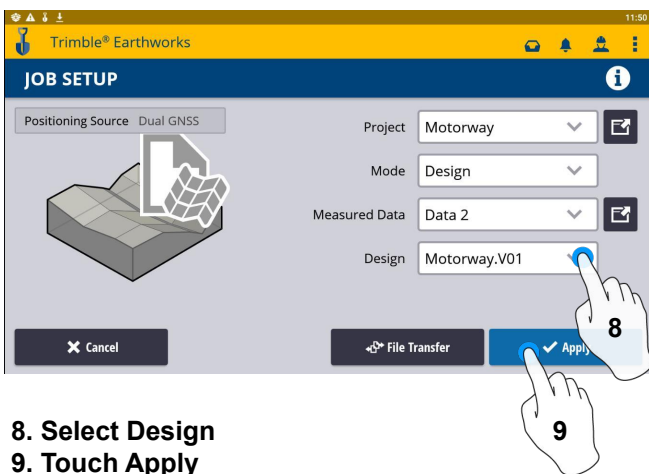 11:50
Trimble® Earthworks
JOB SETUP
Positioning Source Dual GNSS
Project Motorway
Mode Design
Measured Data Data 2
Design Motorway.V01
8
Cancel
File Transfer
Apply
9
8. Select Design
9. Touch Apply